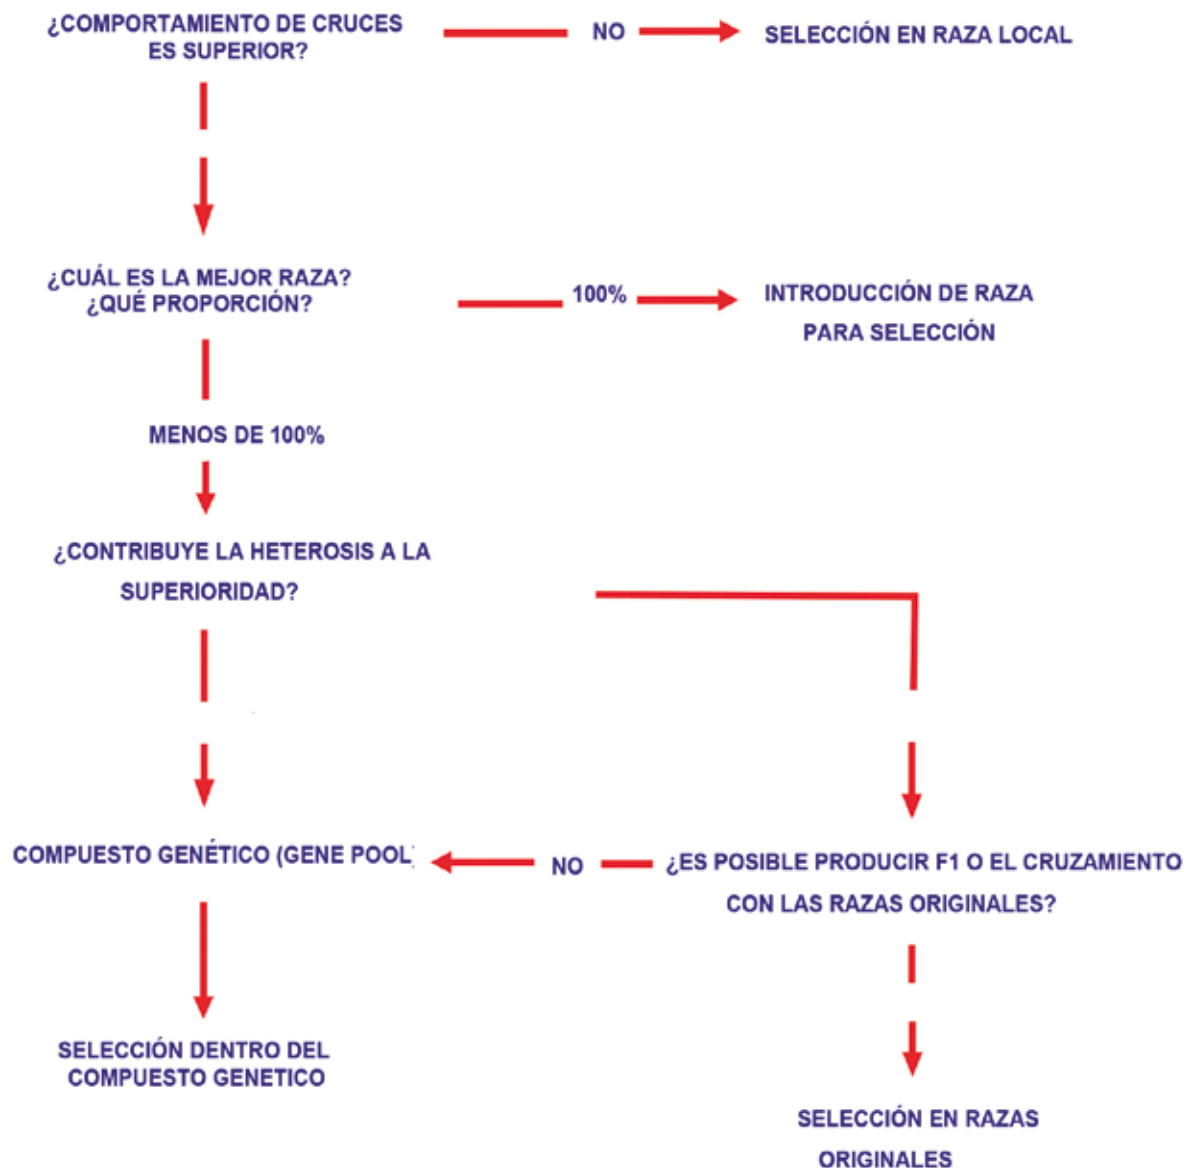 ¿COMPORTAMIENTO DE CRUCES
ES SUPERIOR?
NO
SELECCIÓN EN RAZA LOCAL
¿CUÁL ES LA MEJOR RAZA?
¿QUÉ PROPORCIÓN?
100%
INTRODUCCIÓN DE RAZA
PARA SELECCIÓN
MENOS DE 100%
¿CONTRIBUYE LA HETEROSIS A LA
SUPERIORIDAD?
COMPUESTO GENÉTICO (GENE POOL)
NO
¿ES POSIBLE PRODUCIR F1 O EL CRUZAMIENTO
CON LAS RAZAS ORIGINALES?
SELECCIÓN DENTRO DEL
COMPUESTO GENETICO
SELECCIÓN EN RAZAS
ORIGINALES